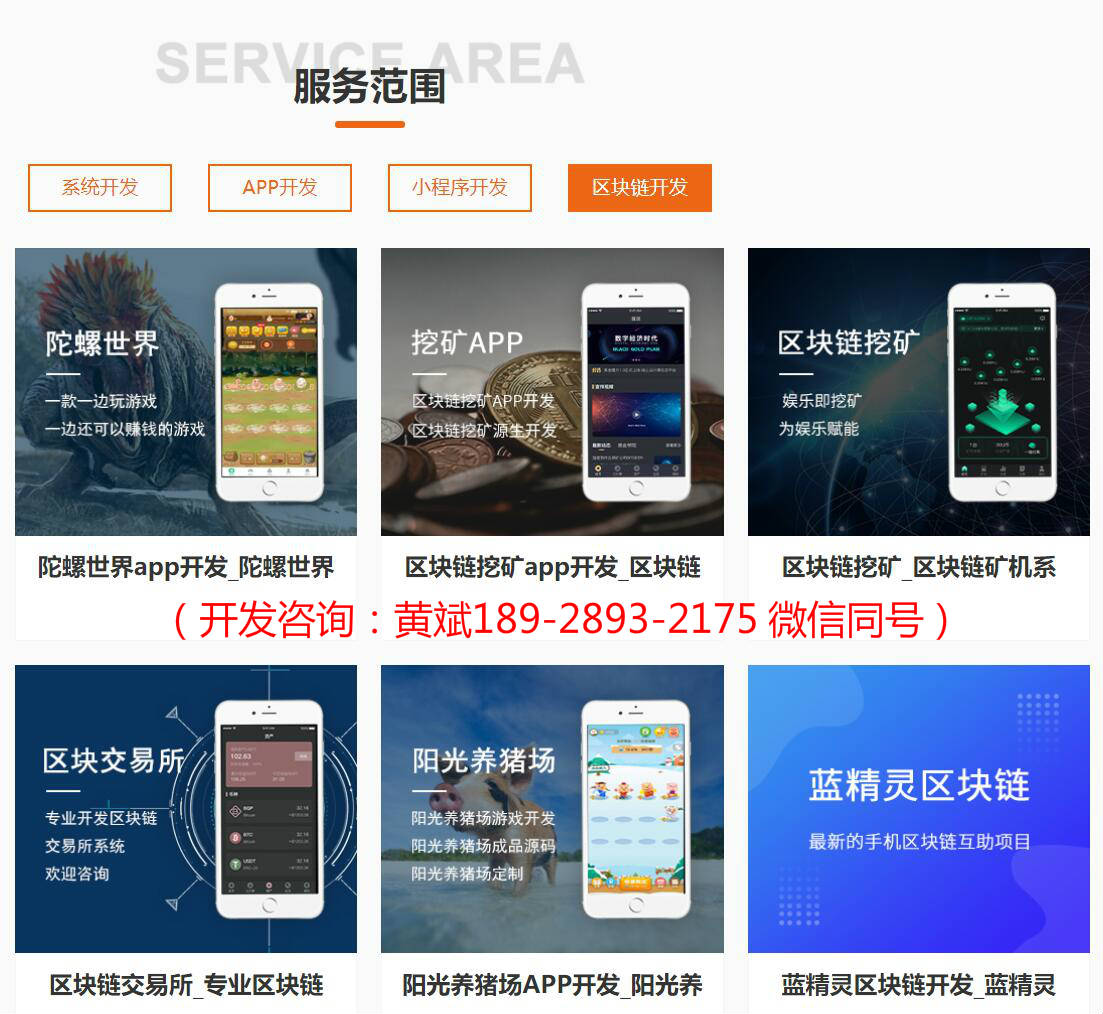 SERVICE AREA
服务范围
系统开发
APP开发
小程序开发
区块链开发
陀螺世界
一款一边玩游戏
一边还可以赚钱的游戏
挖矿APP
区块链挖矿APP开发
区块链挖矿源生开发
数字经济时代
区块链挖矿
娱乐即挖矿
为娱乐赋能
陀螺世界app开发_陀螺世界
区块链挖矿app开发_区块链
区块链挖矿_区块链矿机系
（开发咨询：黄斌189-2893-2175 微信同号）
区块交易所
专业开发区块链
交易所系统
欢迎咨询
资产
102.63
BTC
USDT
阳光养猪场
阳光养猪场游戏开发
阳光养猪场成品源码
阳光养猪场定制
蓝精灵区块链
最新的手机区块链互助项目
区块链交易所_专业区块链
阳光养猪场APP开发_阳光养
蓝精灵区块链开发_蓝精灵